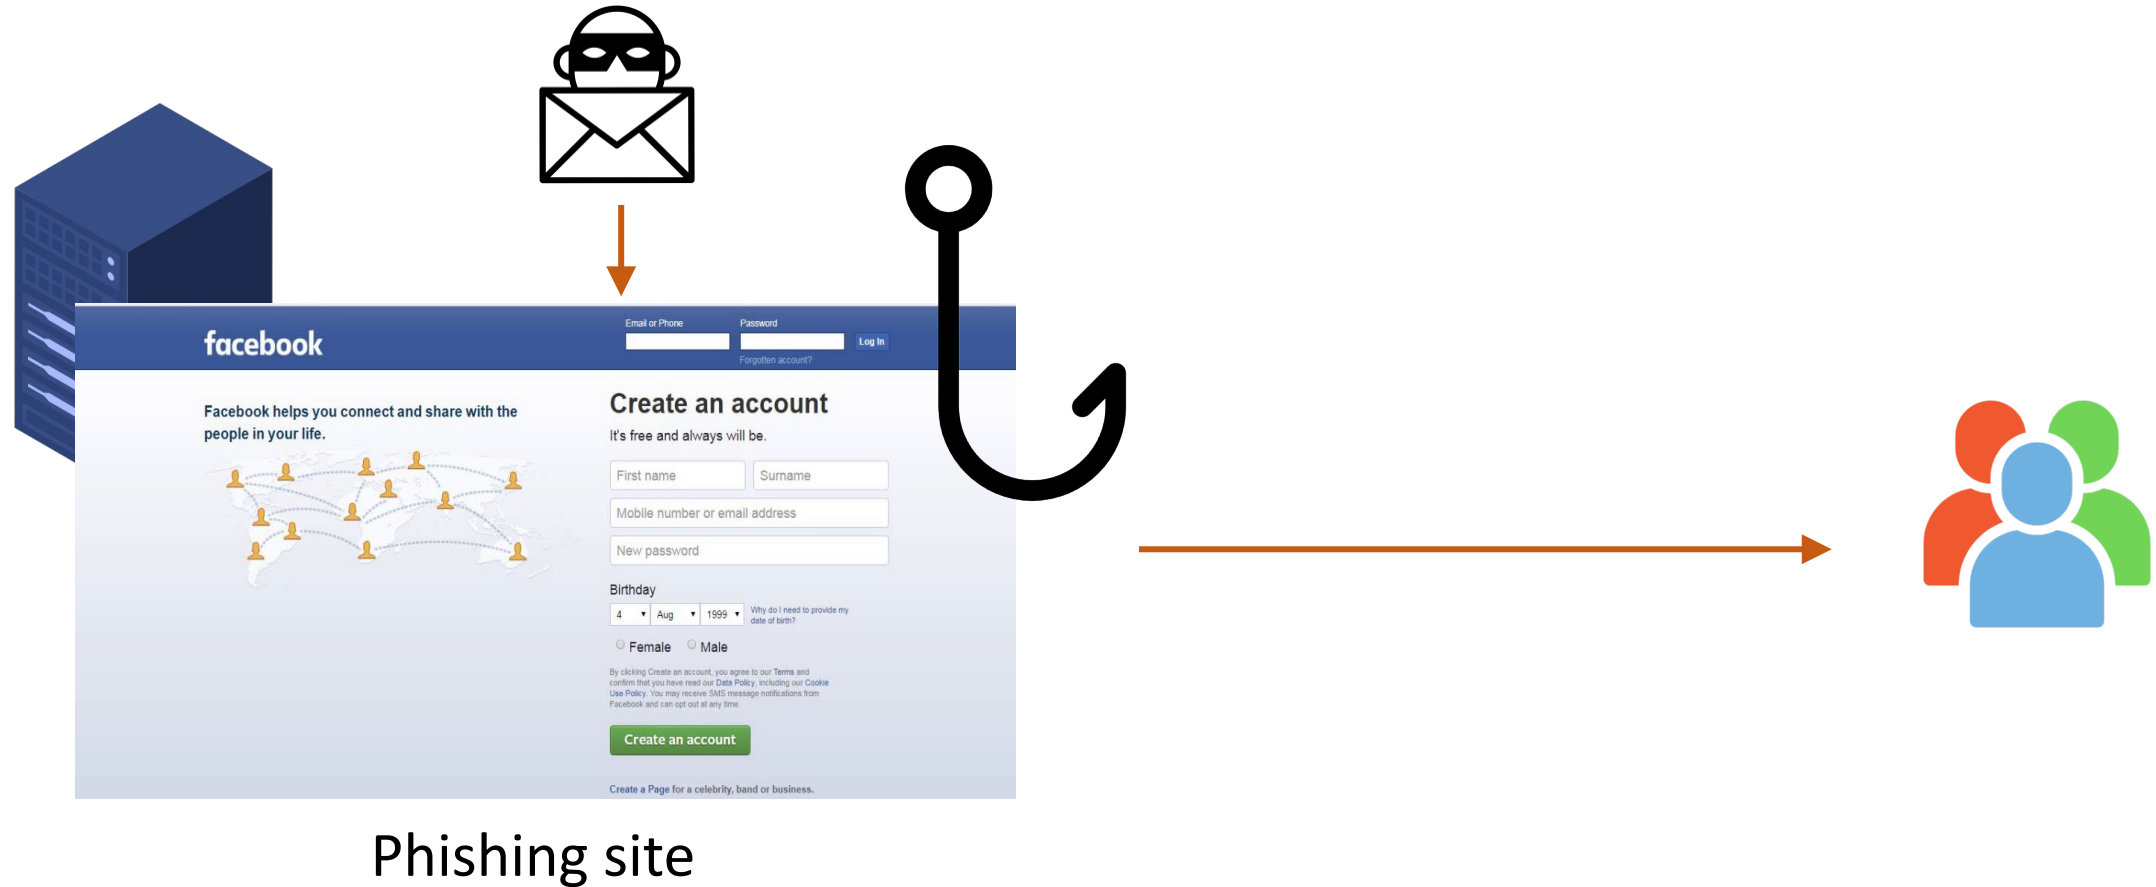 facebook
Email or Phone
Password
Log In
Forgotten account?
Facebook helps you connect and share with the
people in your life.
Create an account
It's free and always will be.
First name
Surname
Mobile number or email address
New password
Birthday
4
Aug
1999
Why do I need to provide my
date of birth?
Female
Male
By clicking Create an account, you agree to our Terms and
confirm that you have read our Data Policy, including our Cookie
Use Policy. You may receive SMS message notifications from
Facebook and can opt out at any time.
Create an account
Create a Page for a celebrity, band or business.
Phishing site